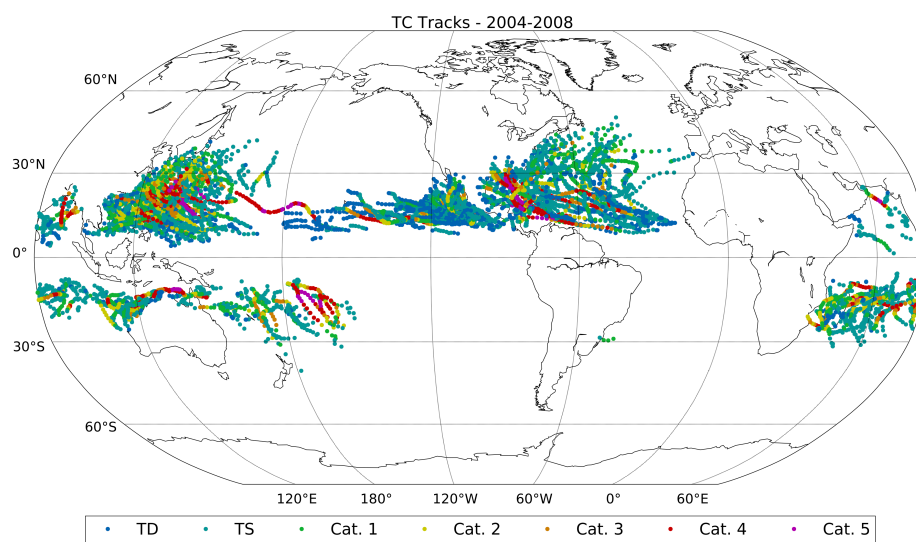 TC Tracks - 2004-2008
60°N
30°N
0°
30°S
60°S
120°E 180° 120°W 60°W 0° 60°E
TD TS Cat. 1 Cat. 2 Cat. 3 Cat. 4 Cat. 5